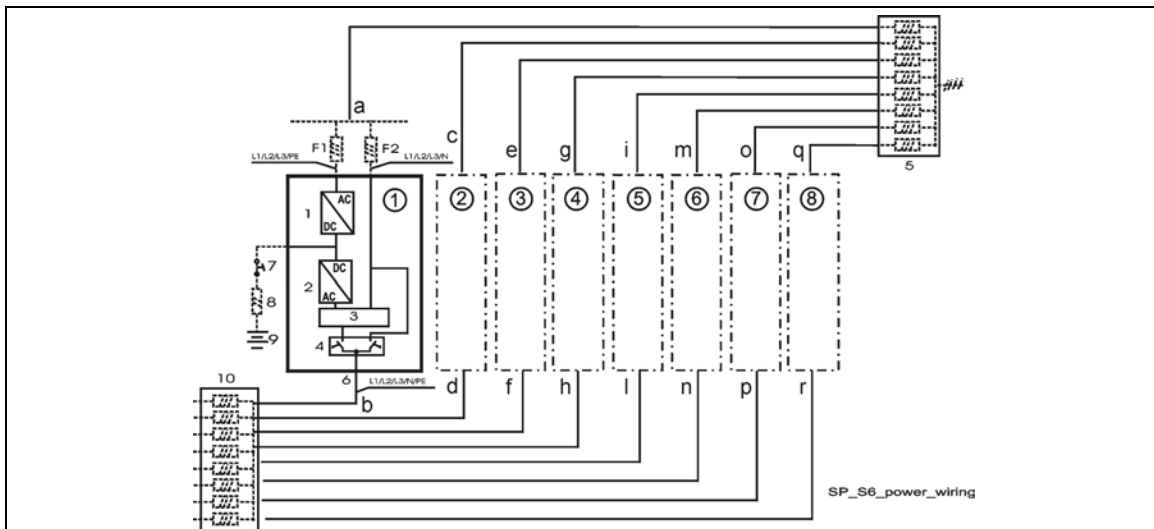 a
c
e
g
i
m
o
q
5
F1
F2
L1/L2/L3/PE
L1/L2/L3/N
①
②
③
④
⑤
⑥
⑦
⑧
1
AC
DC
7
2
DC
AC
8
3
9
4
6
L1/L2/L3/N/PE
10
b
d
f
h
l
n
p
r
SP_S6_power_wiring